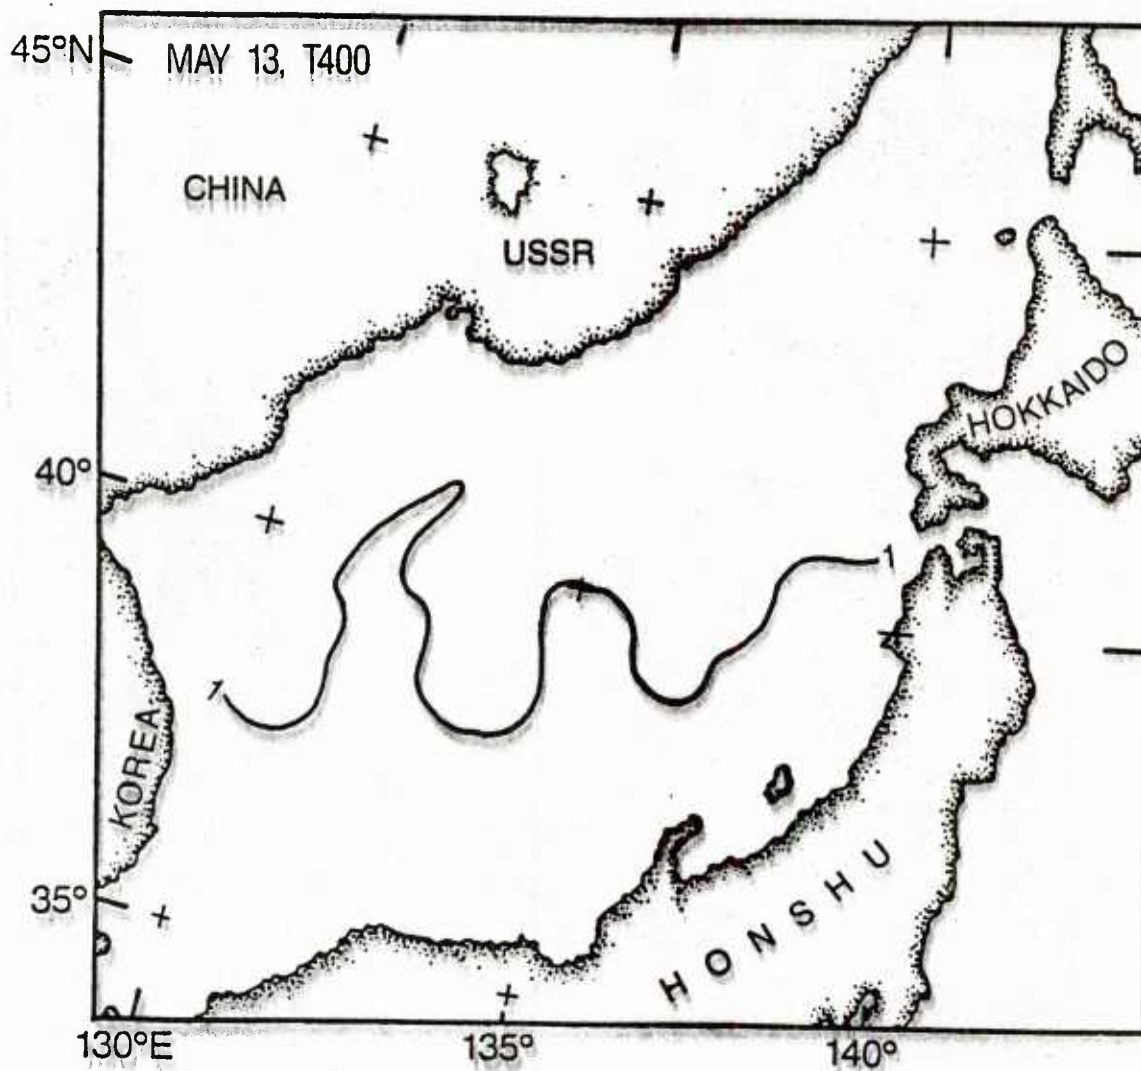 45°N
MAY 13, T400
CHINA
USSR
HOKKAIDO
40°
1
1
KOREA
35°
HONSHU
130°E
135°
140°